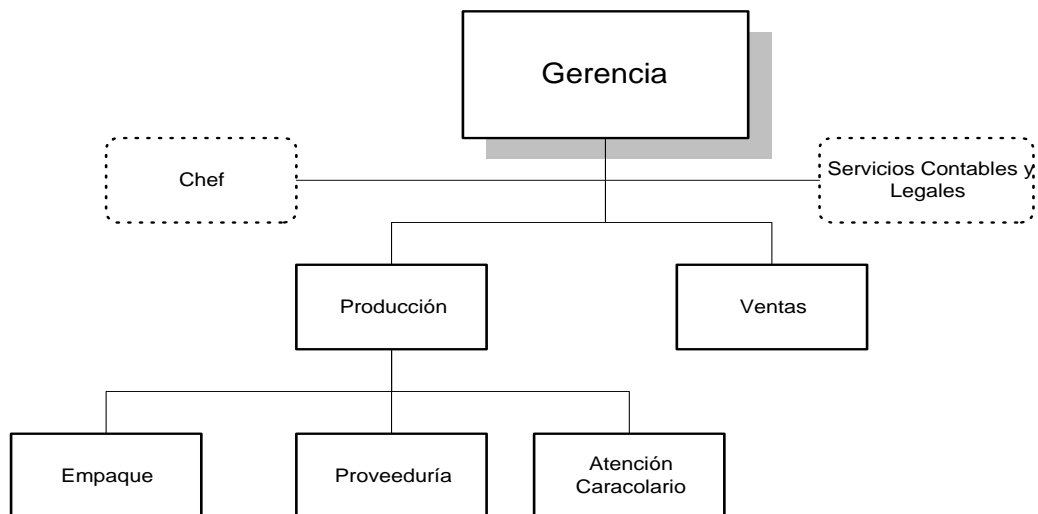 Gerencia
Chef
Servicios Contables y
Legales
Producción
Ventas
Empaque
Proveeduría
Atención
Caracolario